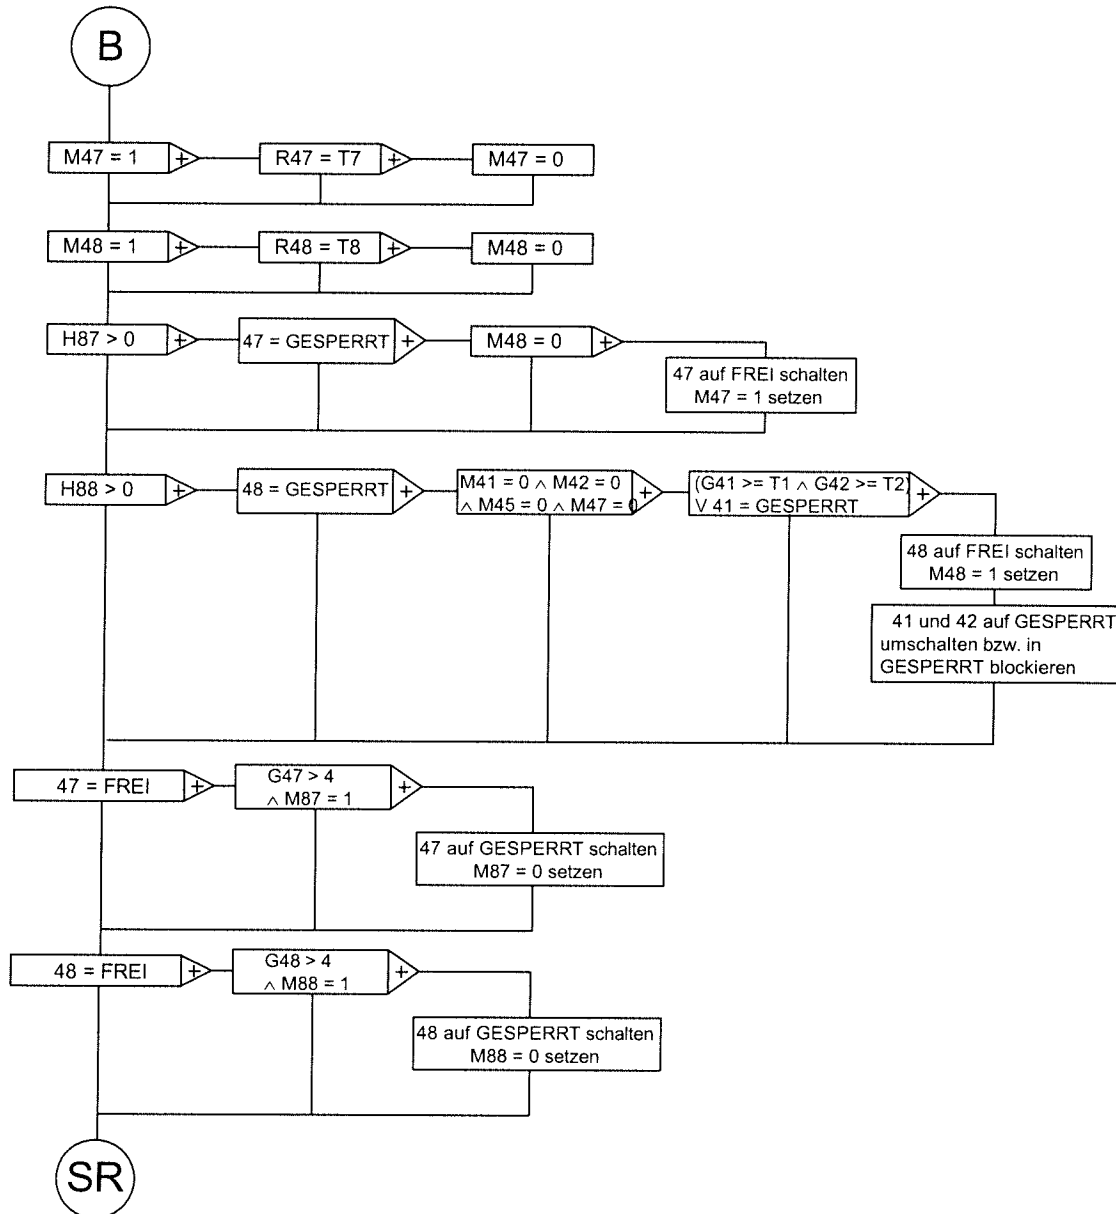 B
M47 = 1
+
R47 = T7
+
M47 = 0
M48 = 1
+
R48 = T8
+
M48 = 0
H87 > 0
+
47 = GESPERRT
+
M48 = 0
+
47 auf FREI schalten
M47 = 1 setzen
H88 > 0
+
48 = GESPERRT
+
M41 = 0 ∧ M42 = 0
∧ M45 = 0 ∧ M47 = 0
+
(G41 >= T1 ∧ G42 >= T2)
V 41 = GESPERRT
+
48 auf FREI schalten
M48 = 1 setzen
41 und 42 auf GESPERRT
umschalten bzw. in
GESPERRT blockieren
47 = FREI
+
G47 > 4
∧ M87 = 1
+
47 auf GESPERRT schalten
M87 = 0 setzen
48 = FREI
+
G48 > 4
∧ M88 = 1
+
48 auf GESPERRT schalten
M88 = 0 setzen
SR